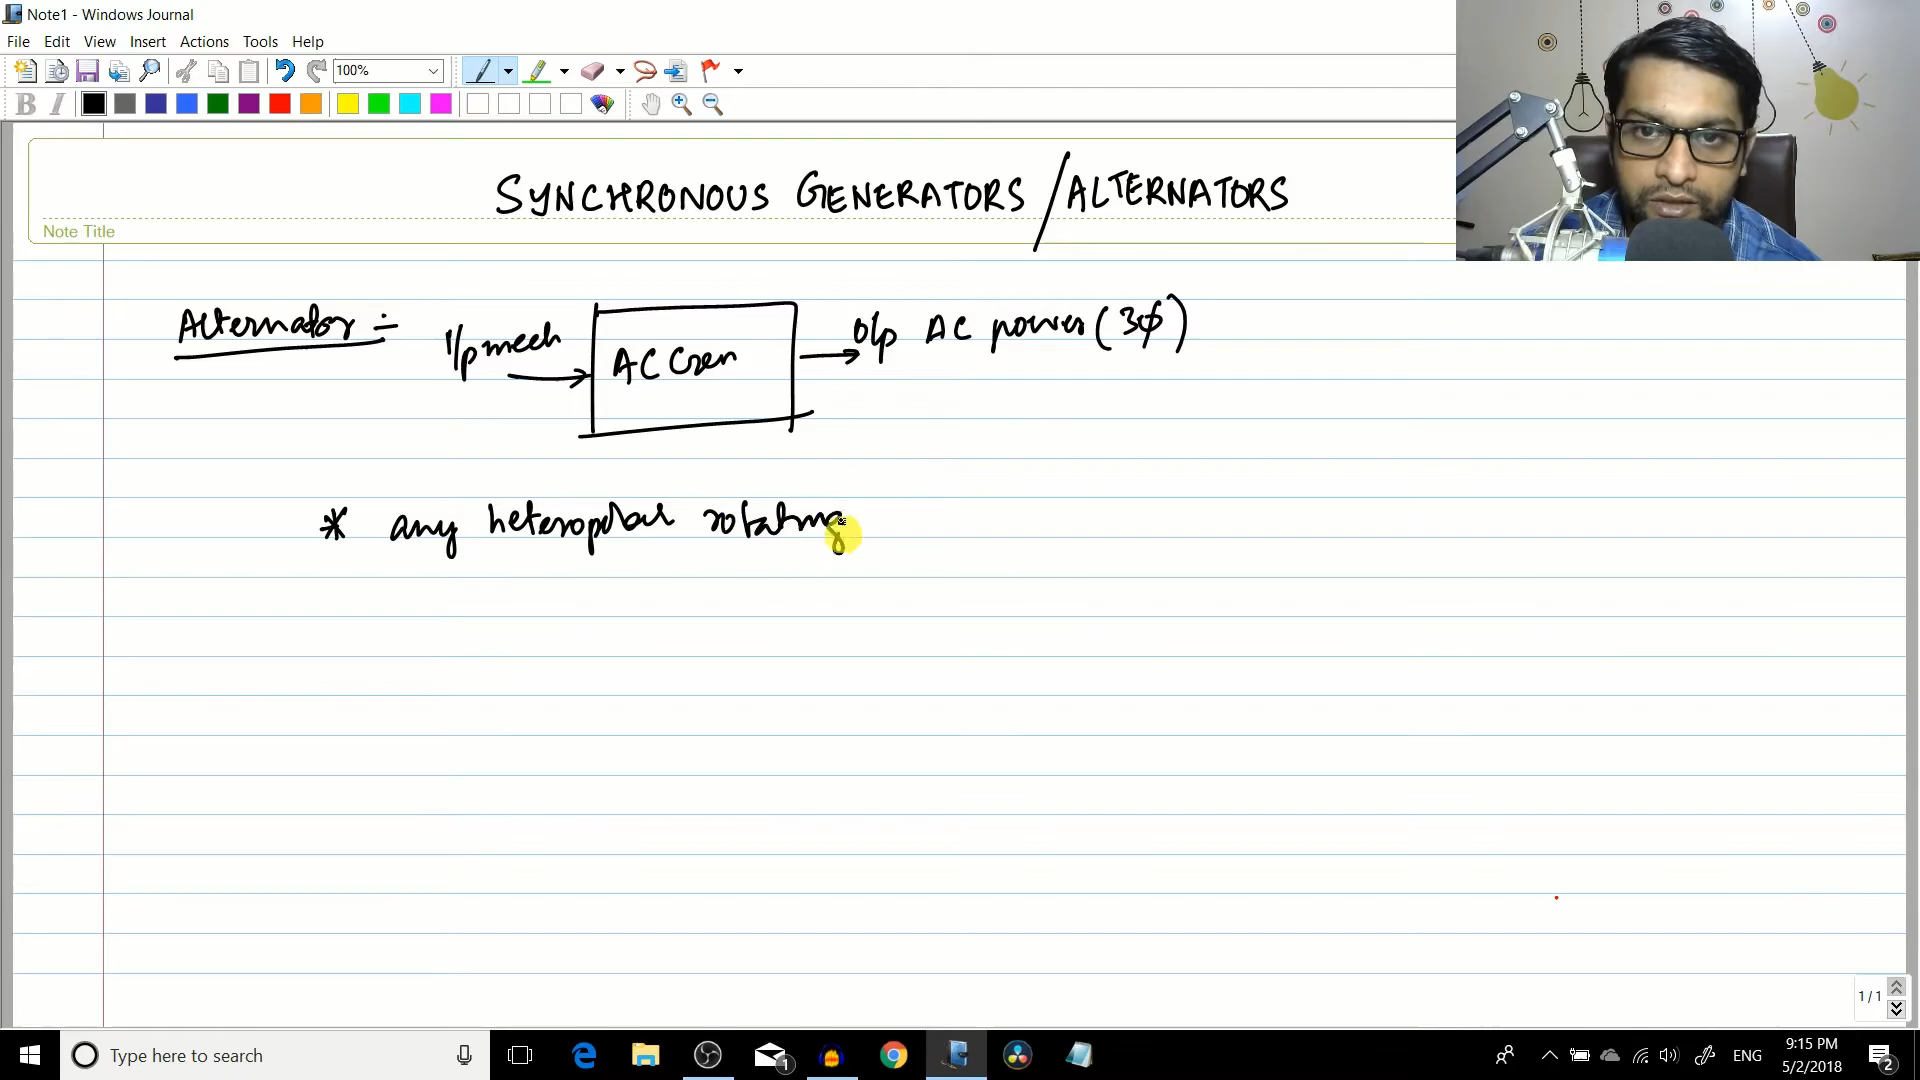 Note1 - Windows Journal
File Edit View Insert Actions Tools Help
100%
B I
SYNCHRONOUS GENERATORS / ALTERNATORS
Note Title
Alternator :-
I/p mech
AC Gen
O/p AC power (3φ)
* any heteropolar rotating
1 / 1
Type here to search
1
ENG
9:15 PM
5/2/2018
2